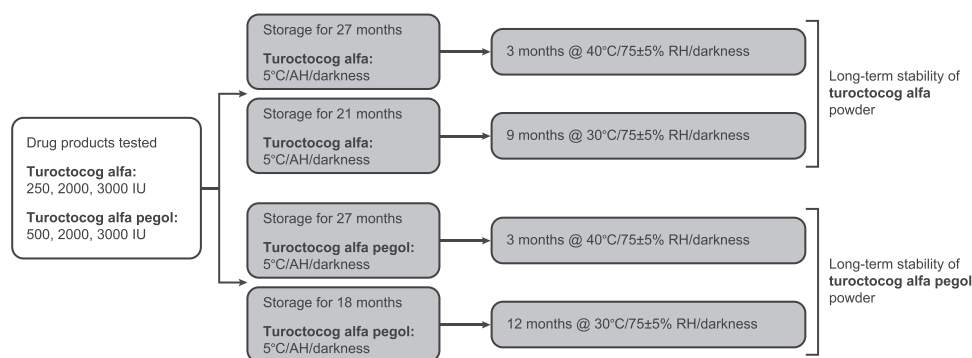 Drug products tested
Turoctocog alfa:
250, 2000, 3000 IU
Turoctocog alfa pegol:
500, 2000, 3000 IU
Storage for 27 months
Turoctocog alfa:
5°C/AH/darkness
3 months @ 40°C/75±5% RH/darkness
Storage for 21 months
Turoctocog alfa:
5°C/AH/darkness
9 months @ 30°C/75±5% RH/darkness
Long-term stability of
turoctocog alfa
powder
Storage for 27 months
Turoctocog alfa pegol:
5°C/AH/darkness
3 months @ 40°C/75±5% RH/darkness
Storage for 18 months
Turoctocog alfa pegol:
5°C/AH/darkness
12 months @ 30°C/75±5% RH/darkness
Long-term stability of
turoctocog alfa pegol
powder